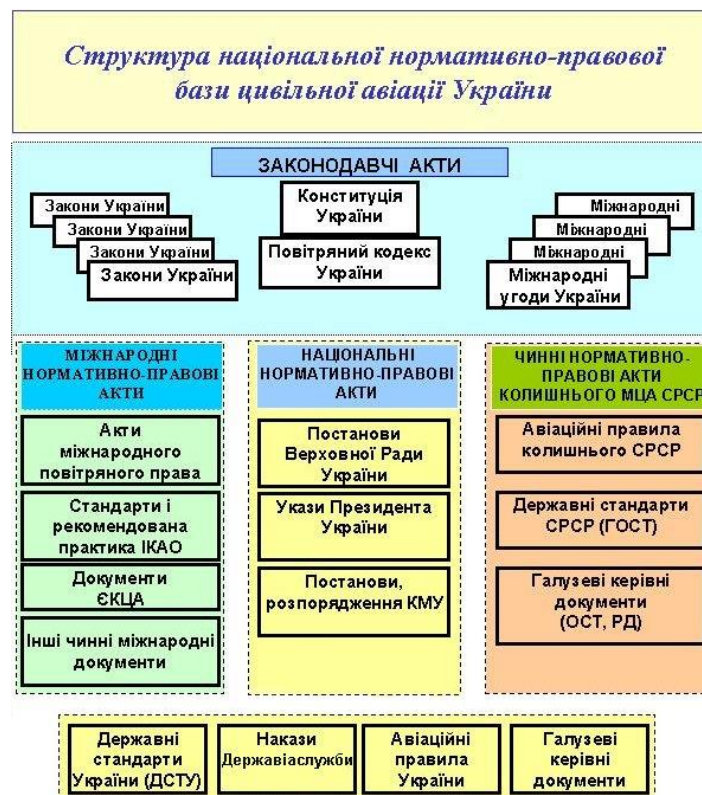 Структура національної нормативно-правової
бази цивільної авіації України
ЗАКОНОДАВЧІ АКТИ
Закони України
Закони України
Закони України
Закони України
Конституція
України
Повітряний кодекс
України
Міжнародні
Міжнародні
Міжнародні
Міжнародні
угоди України
МІЖНАРОДНІ
НОРМАТИВНО-ПРАВОВІ
АКТИ
Акти
міжнародного
повітряного права
Стандарти і
рекомендована
практика ІКАО
Документи
ЄКЦА
Інші чинні міжнародні
документи
НАЦІОНАЛЬНІ
НОРМАТИВНО-ПРАВОВІ
АКТИ
Постанови
Верховної Ради
України
Укази Президента
України
Постанови,
розпорядження КМУ
ЧИННІ НОРМАТИВНО-
ПРАВОВІ АКТИ
КОЛИШНЬОГО МЦА СРСР
Авіаційні правила
колишнього СРСР
Державні стандарти
СРСР (ГОСТ)
Галузеві керівні
документи
(ОСТ, РД)
Державні
стандарти
України (ДСТУ)
Накази
Державіаслужби
Авіаційні
правила
України
Галузеві
керівні
документи